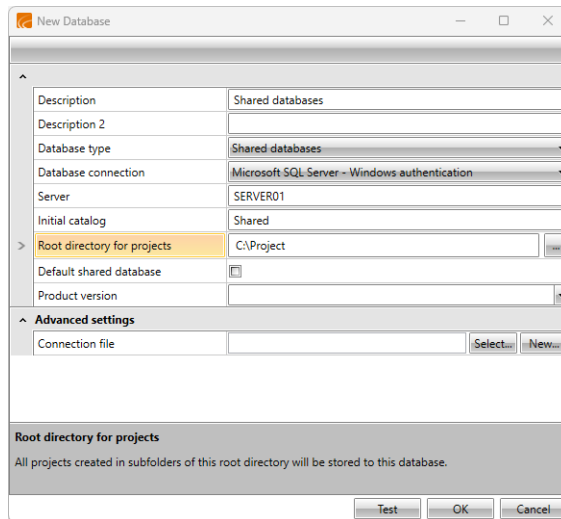 New Database
Description Shared databases
Description 2
Database type Shared databases
Database connection Microsoft SQL Server - Windows authentication
Server SERVER01
Initial catalog Shared
Root directory for projects C:\Project ...
Default shared database
Product version
Advanced settings
Connection file Select... New...
Root directory for projects
All projects created in subfolders of this root directory will be stored to this database.
Test OK Cancel